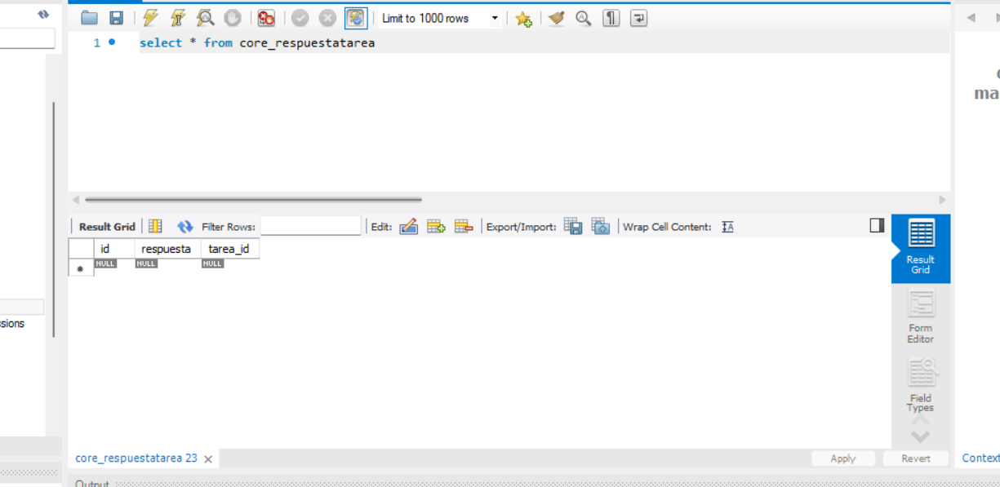 Limit to 1000 rows
1 select * from core_respuestatarea
ma
Result Grid Filter Rows: Edit: Export/Import: Wrap Cell Content:
id respuesta tarea_id
NULL NULL NULL
Result
Grid
sions
Form
Editor
Field
Types
core_respuestatarea 23
Apply Revert Context
Output